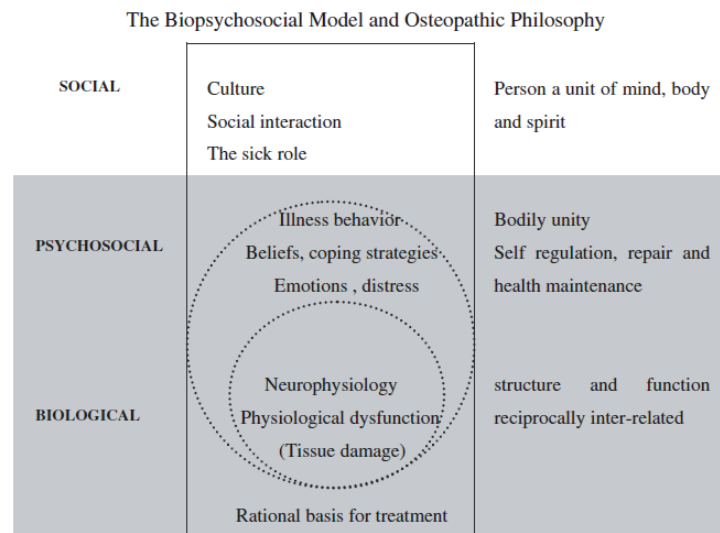 The Biopsychosocial Model and Osteopathic Philosophy
SOCIAL
Culture
Social interaction
The sick role
Person a unit of mind, body
and spirit
PSYCHOSOCIAL
Illness behavior
Beliefs, coping strategies
Emotions , distress
Bodily unity
Self regulation, repair and
health maintenance
BIOLOGICAL
Neurophysiology
Physiological dysfunction
(Tissue damage)
structure and function
reciprocally inter-related
Rational basis for treatment